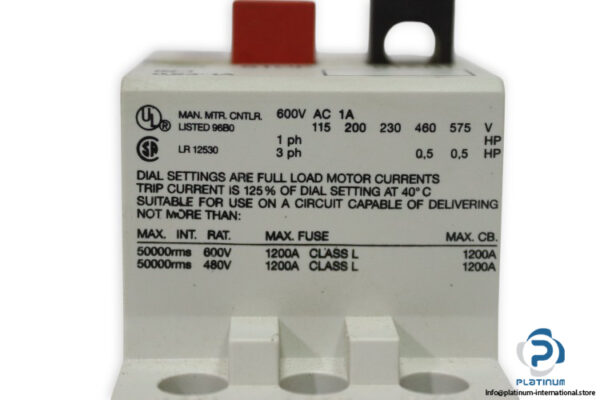 UL ® MAN. MTR. CNTLR. 600V AC 1A
LISTED 96B0 115 200 230 460 575 V
1 ph HP
SA LR 12530 3 ph 0,5 0,5 HP
DIAL SETTINGS ARE FULL LOAD MOTOR CURRENTS
TRIP CURRENT IS 125% OF DIAL SETTING AT 40°C
SUITABLE FOR USE ON A CIRCUIT CAPABLE OF DELIVERING
NOT MORE THAN:
MAX. INT. RAT. MAX. FUSE MAX. CB.
50000rms 600V 1200A CLASS L 1200A
50000rms 480V 1200A CLASS L 1200A
PLATINUM
Info@platinum-international.store